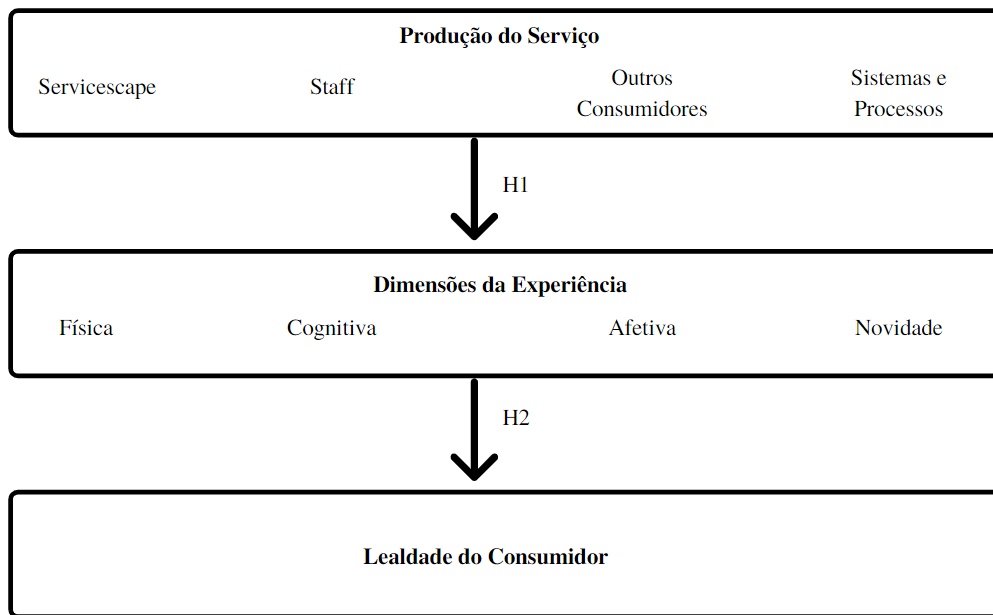 Produção do Serviço
Servicescape
Staff
Outros
Consumidores
Sistemas e
Processos
H1
Dimensões da Experiência
Física
Cognitiva
Afetiva
Novidade
H2
Lealdade do Consumidor